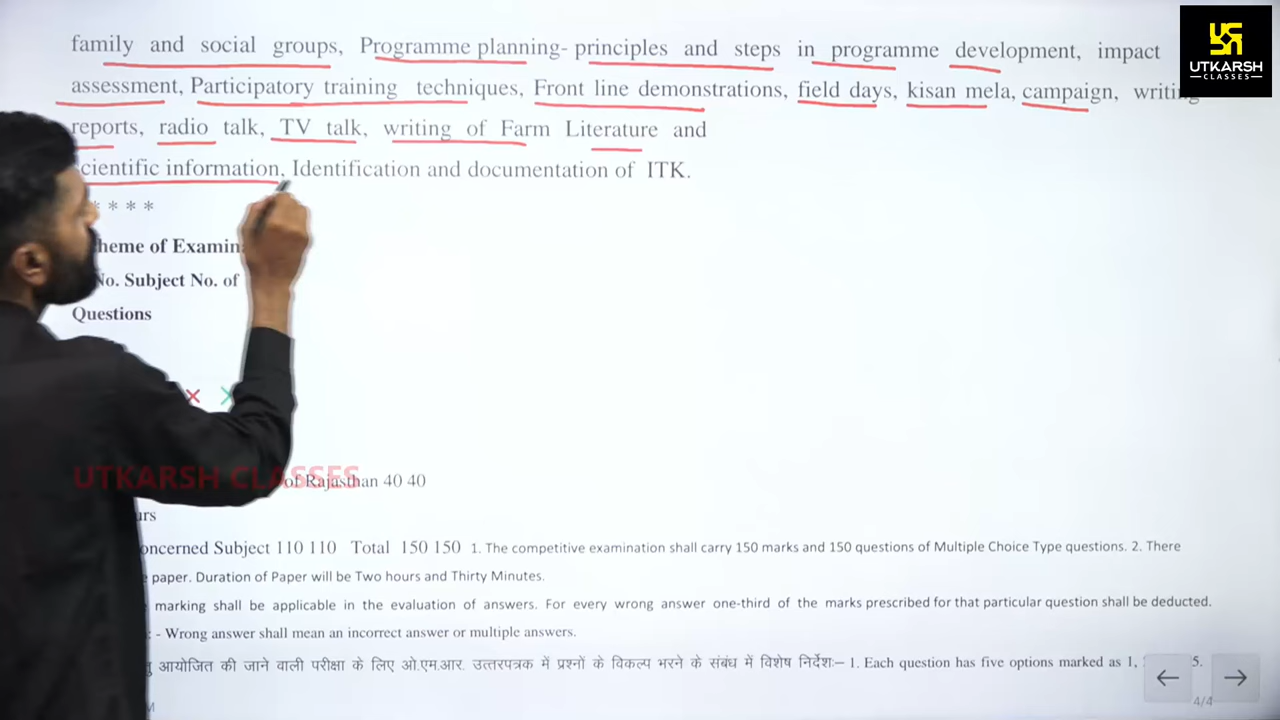 family and social groups, Programme planning- principles and steps in programme development, impact
assessment, Participatory training techniques, Front line demonstrations, field days, kisan mela, campaign, writing
reports, radio talk, TV talk, writing of Farm Literature and
cientific information, Identification and documentation of ITK.
* * * *
heme of Examin
No. Subject No. of
Questions
of Rajasthan 40 40
urs
oncerned Subject 110 110 Total 150 150 1. The competitive examination shall carry 150 marks and 150 questions of Multiple Choice Type questions. 2. There
paper. Duration of Paper will be Two hours and Thirty Minutes.
marking shall be applicable in the evaluation of answers. For every wrong answer one-third of the marks prescribed for that particular question shall be deducted.
: - Wrong answer shall mean an incorrect answer or multiple answers.
आयोजित की जाने वाली परीक्षा के लिए ओ.एम.आर. उत्तरपत्रक में प्रश्नों के विकल्प भरने के संबंध में विशेष निर्देश:– 1. Each question has five options marked as 1, 5.
4/4
UTKARSH
CLASSES
UTKARSH CLASSES